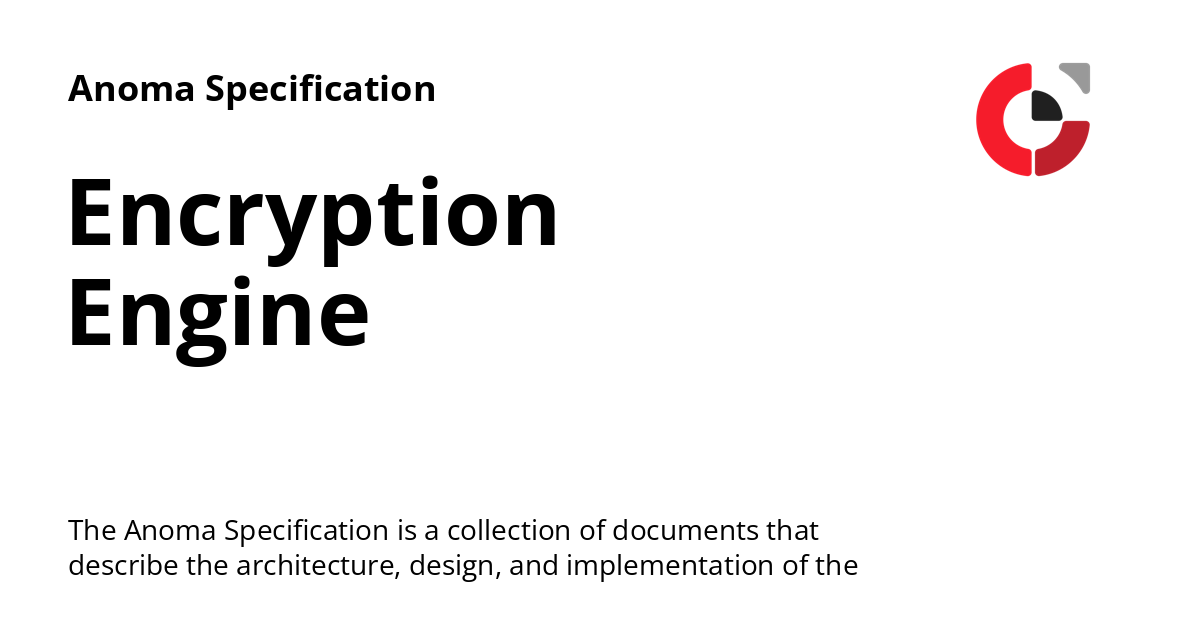 Anoma Specification
Encryption
Engine
The Anoma Specification is a collection of documents that
describe the architecture, design, and implementation of the